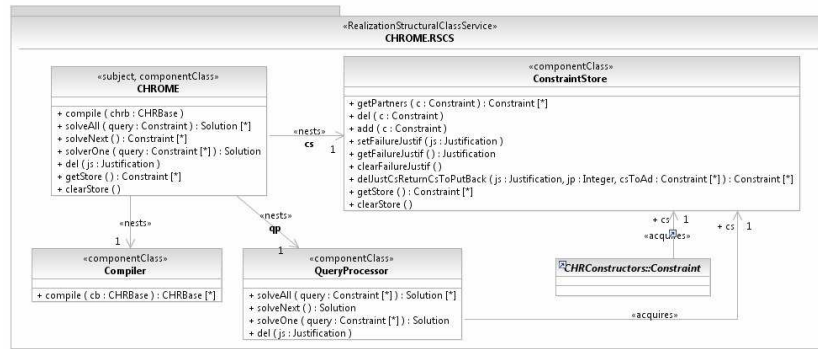 «RealizationStructuralClassService»
CHROME.RSCS
«subject, componentClass»
CHROME
+ compile ( chrb : CHRBase )
+ solveAll ( query : Constraint ) : Solution [*]
+ solveNext ( ) : Constraint [*]
+ solverOne ( query : Constraint [*] ) : Solution
+ del ( js : Justification )
+ getStore ( ) : Constraint [*]
+ clearStore ( )
«nests»
cs
1
«componentClass»
ConstraintStore
+ getPartners ( c : Constraint ) : Constraint [*]
+ del ( c : Constraint )
+ add ( c : Constraint )
+ setFailureJustif ( js : Justification )
+ getFailureJustif ( ) : Justification
+ clearFailureJustif ( )
+ delJustCsReturnCsToPutBack ( js : Justification, jp : Integer, csToAd : Constraint [*] ) : Constraint [*]
+ getStore ( ) : Constraint [*]
+ clearStore ( )
«nests»
1
«nests»
qp
1
+ cs 1
«acquires»
+ cs 1
«componentClass»
Compiler
+ compile ( cb : CHRBase ) : CHRBase [*]
«componentClass»
QueryProcessor
+ solveAll ( query : Constraint [*] ) : Solution [*]
+ solveNext ( ) : Solution
+ solveOne ( query : Constraint [*] ) : Solution
+ del ( js : Justification )
CHRConstructors::Constraint
«acquires»